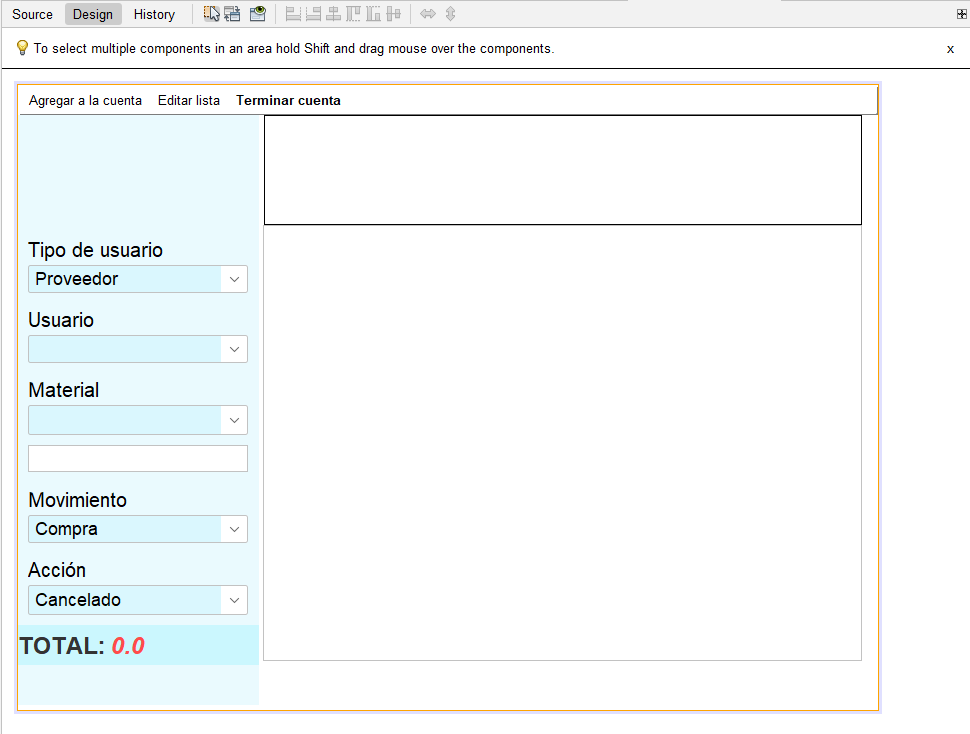 Source Design History
To select multiple components in an area hold Shift and drag mouse over the components. x
Agregar a la cuenta Editar lista Terminar cuenta
Tipo de usuario
Proveedor
Usuario
Material
Movimiento
Compra
Acción
Cancelado
TOTAL: 0.0